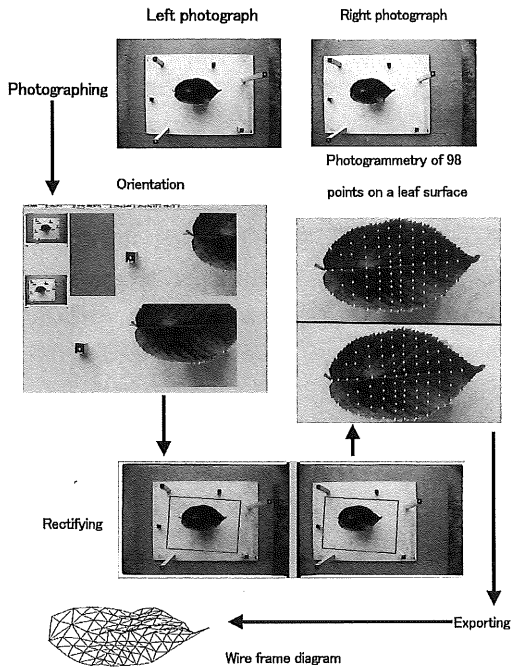 Left photograph
Right photogrraph
Photographing
Photogrammetry of 98
points on a leaf surface
Orientation
Rectifying
Exporting
Wire frame diagram